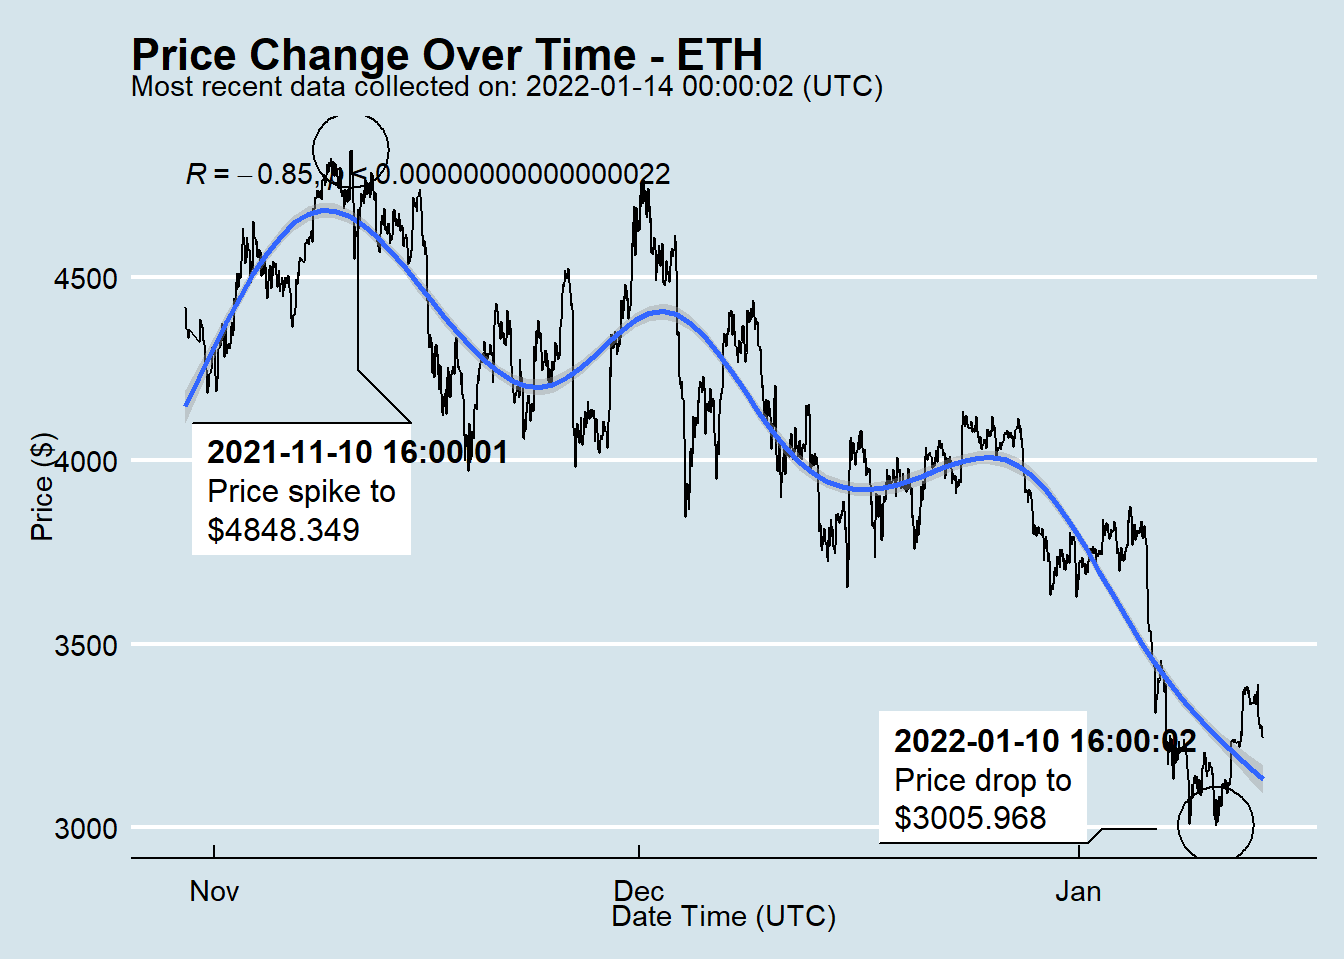 Price Change Over Time - ETH
Most recent data collected on: 2022-01-14 00:00:02 (UTC)
R = −0.85, p < 0.00000000000000022
4500
4000
3500
3000
Price ($)
2021-11-10 16:00:01
Price spike to
$4848.349
2022-01-10 16:00:02
Price drop to
$3005.968
Nov
Dec
Jan
Date Time (UTC)